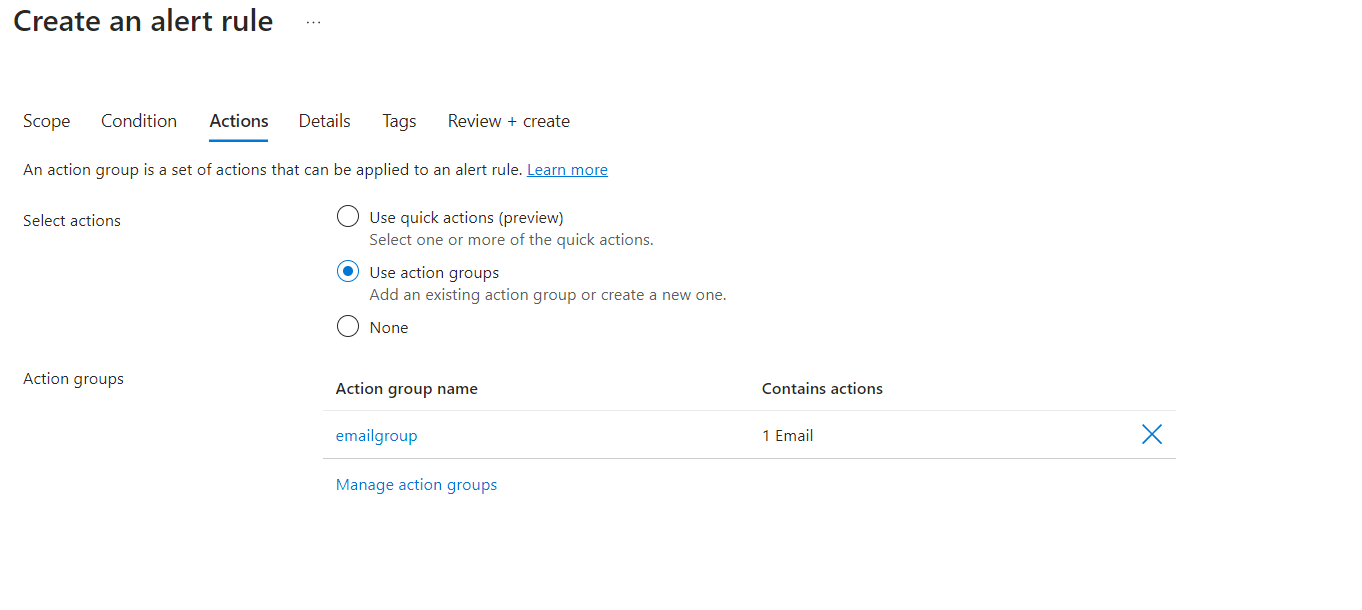 Create an alert rule ...
Scope Condition Actions Details Tags Review + create
An action group is a set of actions that can be applied to an alert rule. Learn more
Select actions
Use quick actions (preview)
Select one or more of the quick actions.
Use action groups
Add an existing action group or create a new one.
None
Action groups
Action group name Contains actions
emailgroup 1 Email
Manage action groups